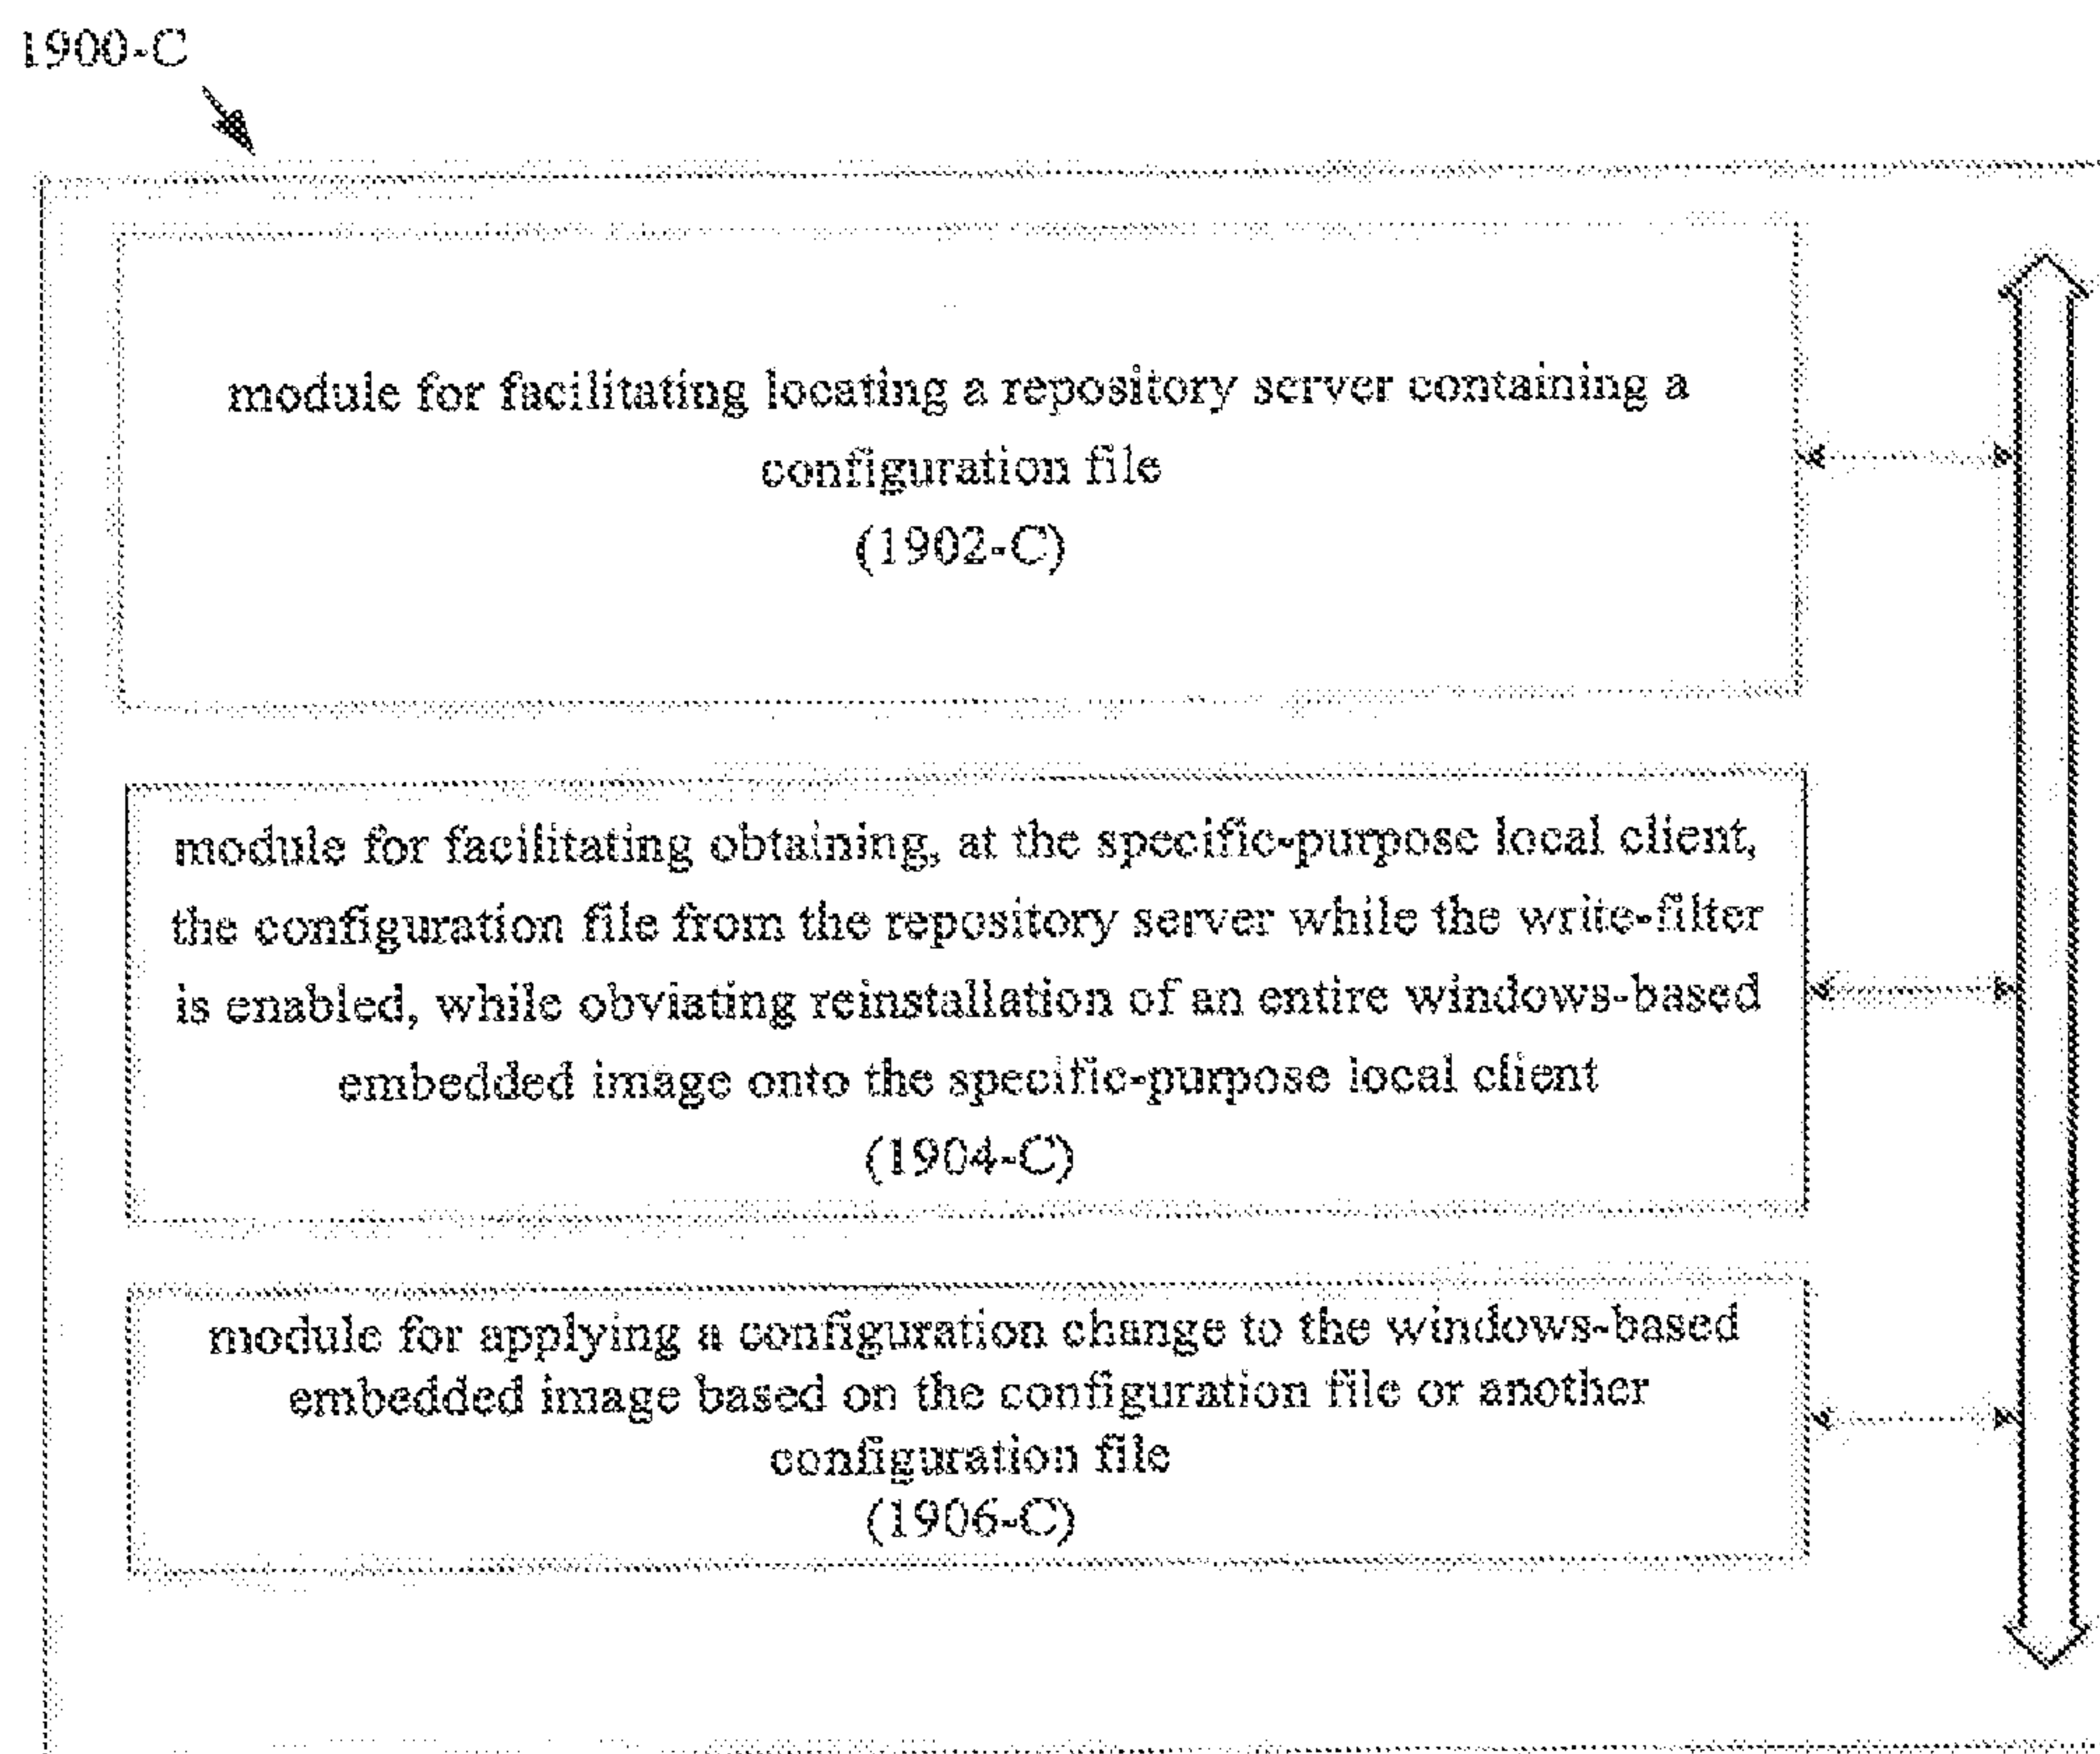 1900-C
module for facilitating locating a repository server containing a
configuration file
(1902-C)
module for facilitating obtaining, at the specific-purpose local client,
the configuration file from the repository server while the write-filter
is enabled, while obviating reinstallation of an entire windows-based
embedded image onto the specific-purpose local client
(1904-C)
module for applying a configuration change to the windows-based
embedded image based on the configuration file or another
configuration file
(1906-C)